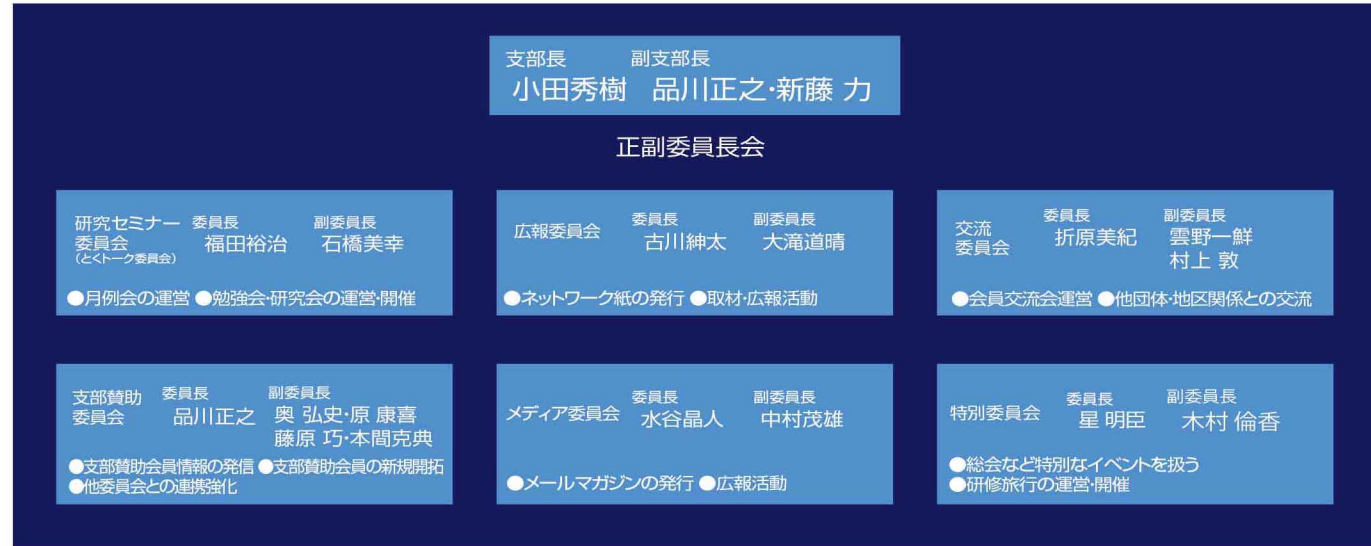 支部長 副支部長
小田秀樹 品川正之・新藤 力
正副委員長会
研究セミナー
委員会
(とくトーク委員会)
委員長 副委員長
福田裕治 石橋美幸
●月例会の運営 ●勉強会・研究会の運営・開催
広報委員会
委員長 副委員長
古川紳太 大滝道晴
●ネットワーク紙の発行 ●取材・広報活動
交流
委員会
委員長 副委員長
折原美紀 雲野一鮮
村上 敦
●会員交流会運営 ●他団体・地区関係との交流
支部賛助
委員会
委員長 副委員長
品川正之 奥 弘史・原 康喜
藤原 巧・本間克典
●支部賛助会員情報の発信 ●支部賛助会員の新規開拓
●他委員会との連携強化
メディア委員会
委員長 副委員長
水谷晶人 中村茂雄
●メールマガジンの発行 ●広報活動
特別委員会
委員長 副委員長
星 明臣 木村 倫香
●総会など特別なイベントを扱う
●研修旅行の運営・開催